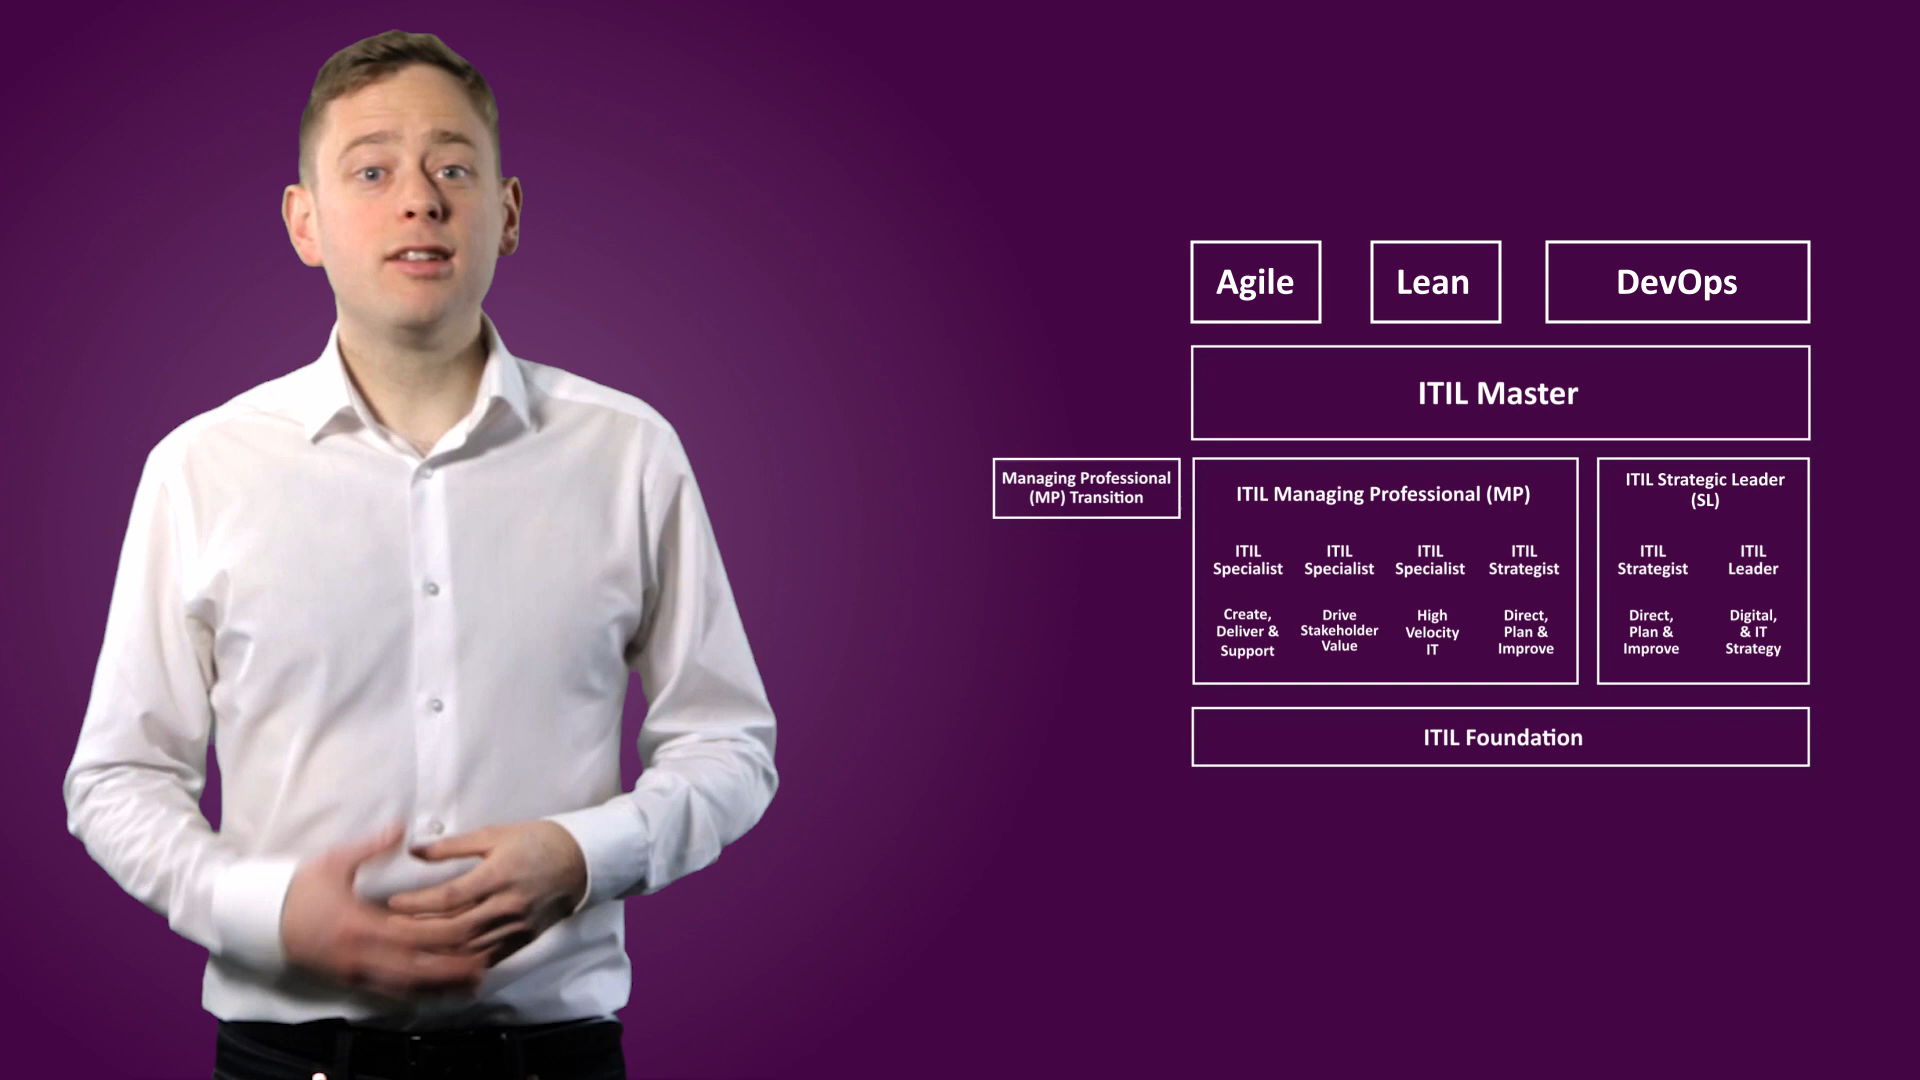 Agile
Lean
DevOps
ITIL Master
Managing Professional
(MP) Transition
ITIL Managing Professional (MP)
ITIL
Specialist
Create,
Deliver &
Support
ITIL
Specialist
Drive
Stakeholder
Value
ITIL
Specialist
High
Velocity
IT
ITIL
Strategist
Direct,
Plan &
Improve
ITIL Strategic Leader
(SL)
ITIL
Strategist
Direct,
Plan &
Improve
ITIL
Leader
Digital,
& IT
Strategy
ITIL Foundation